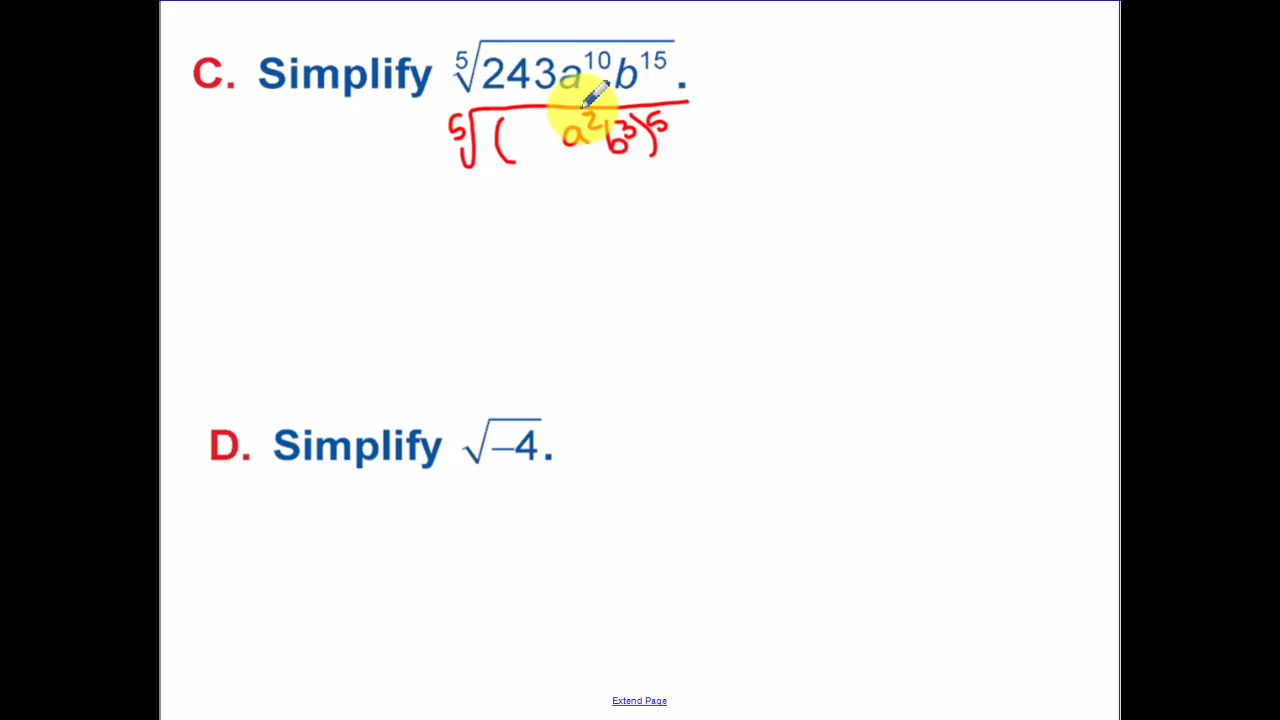 C. Simplify ⁵√243a¹⁰b¹⁵.
⁵√( a²b³)⁵
D. Simplify √–4.
Extend Page